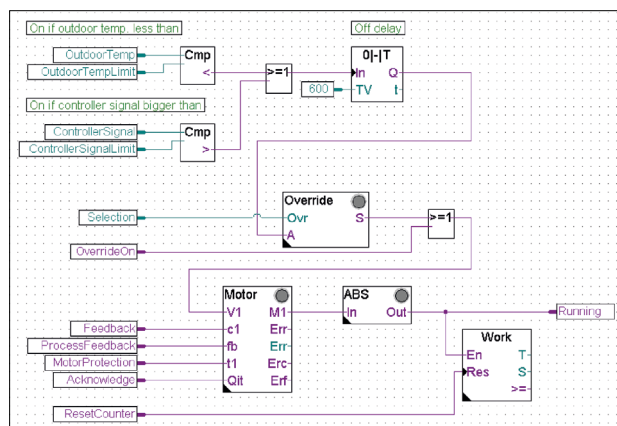 On if outdoor temp. less than
Off delay
OutdoorTemp
OutdoorTempLimit
Cmp
<
>=1
0|-|T
In Q
600
TV t
On if controller signal bigger than
ControllerSignal
ControllerSignalLimit
Cmp
>
Override
Selection
Ovr S
A
>=1
OverrideOn
Motor
V1 M1
c1 Err
fb Err
t1 Erc
Qit Erf
ABS
In Out
Running
Feedback
ProcessFeedback
MotorProtection
Acknowledge
Work
En T
Res S
>=
ResetCounter